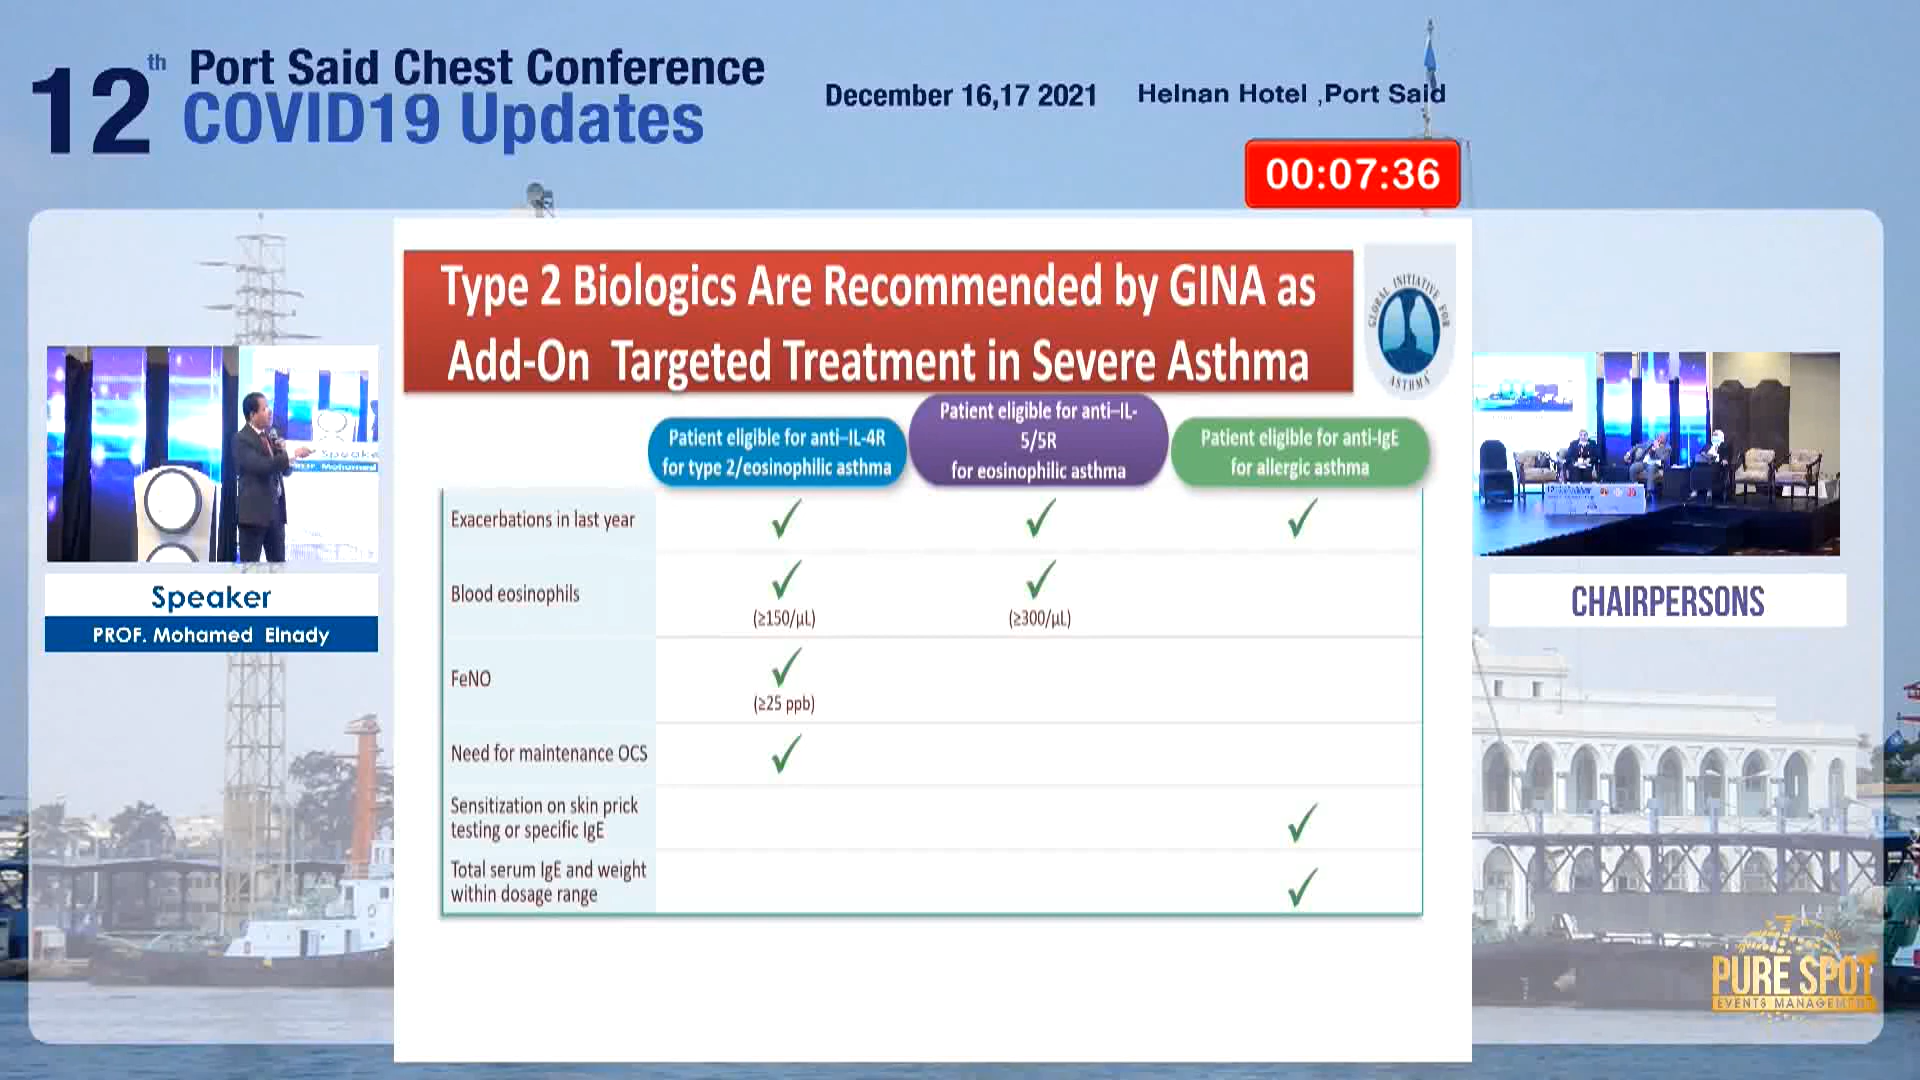 12th Port Said Chest Conference
COVID19 Updates
December 16,17 2021
Helnan Hotel ,Port Said
00:07:36
Type 2 Biologics Are Recommended by GINA as
Add-On Targeted Treatment in Severe Asthma
GLOBAL INITIATIVE FOR
ASTHMA
Patient eligible for anti–IL-4R
for type 2/eosinophilic asthma
Patient eligible for anti–IL-
5/5R
for eosinophilic asthma
Patient eligible for anti-IgE
for allergic asthma
Exacerbations in last year ✓ ✓ ✓
Blood eosinophils ✓ ✓
(≥150/µL) (≥300/µL)
FeNO ✓
(≥25 ppb)
Need for maintenance OCS ✓
Sensitization on skin prick
testing or specific IgE ✓
Total serum IgE and weight
within dosage range ✓
Speaker
PROF. Mohamed Elnady
CHAIRPERSONS
PURE SPOT
EVENTS MANAGEMENT